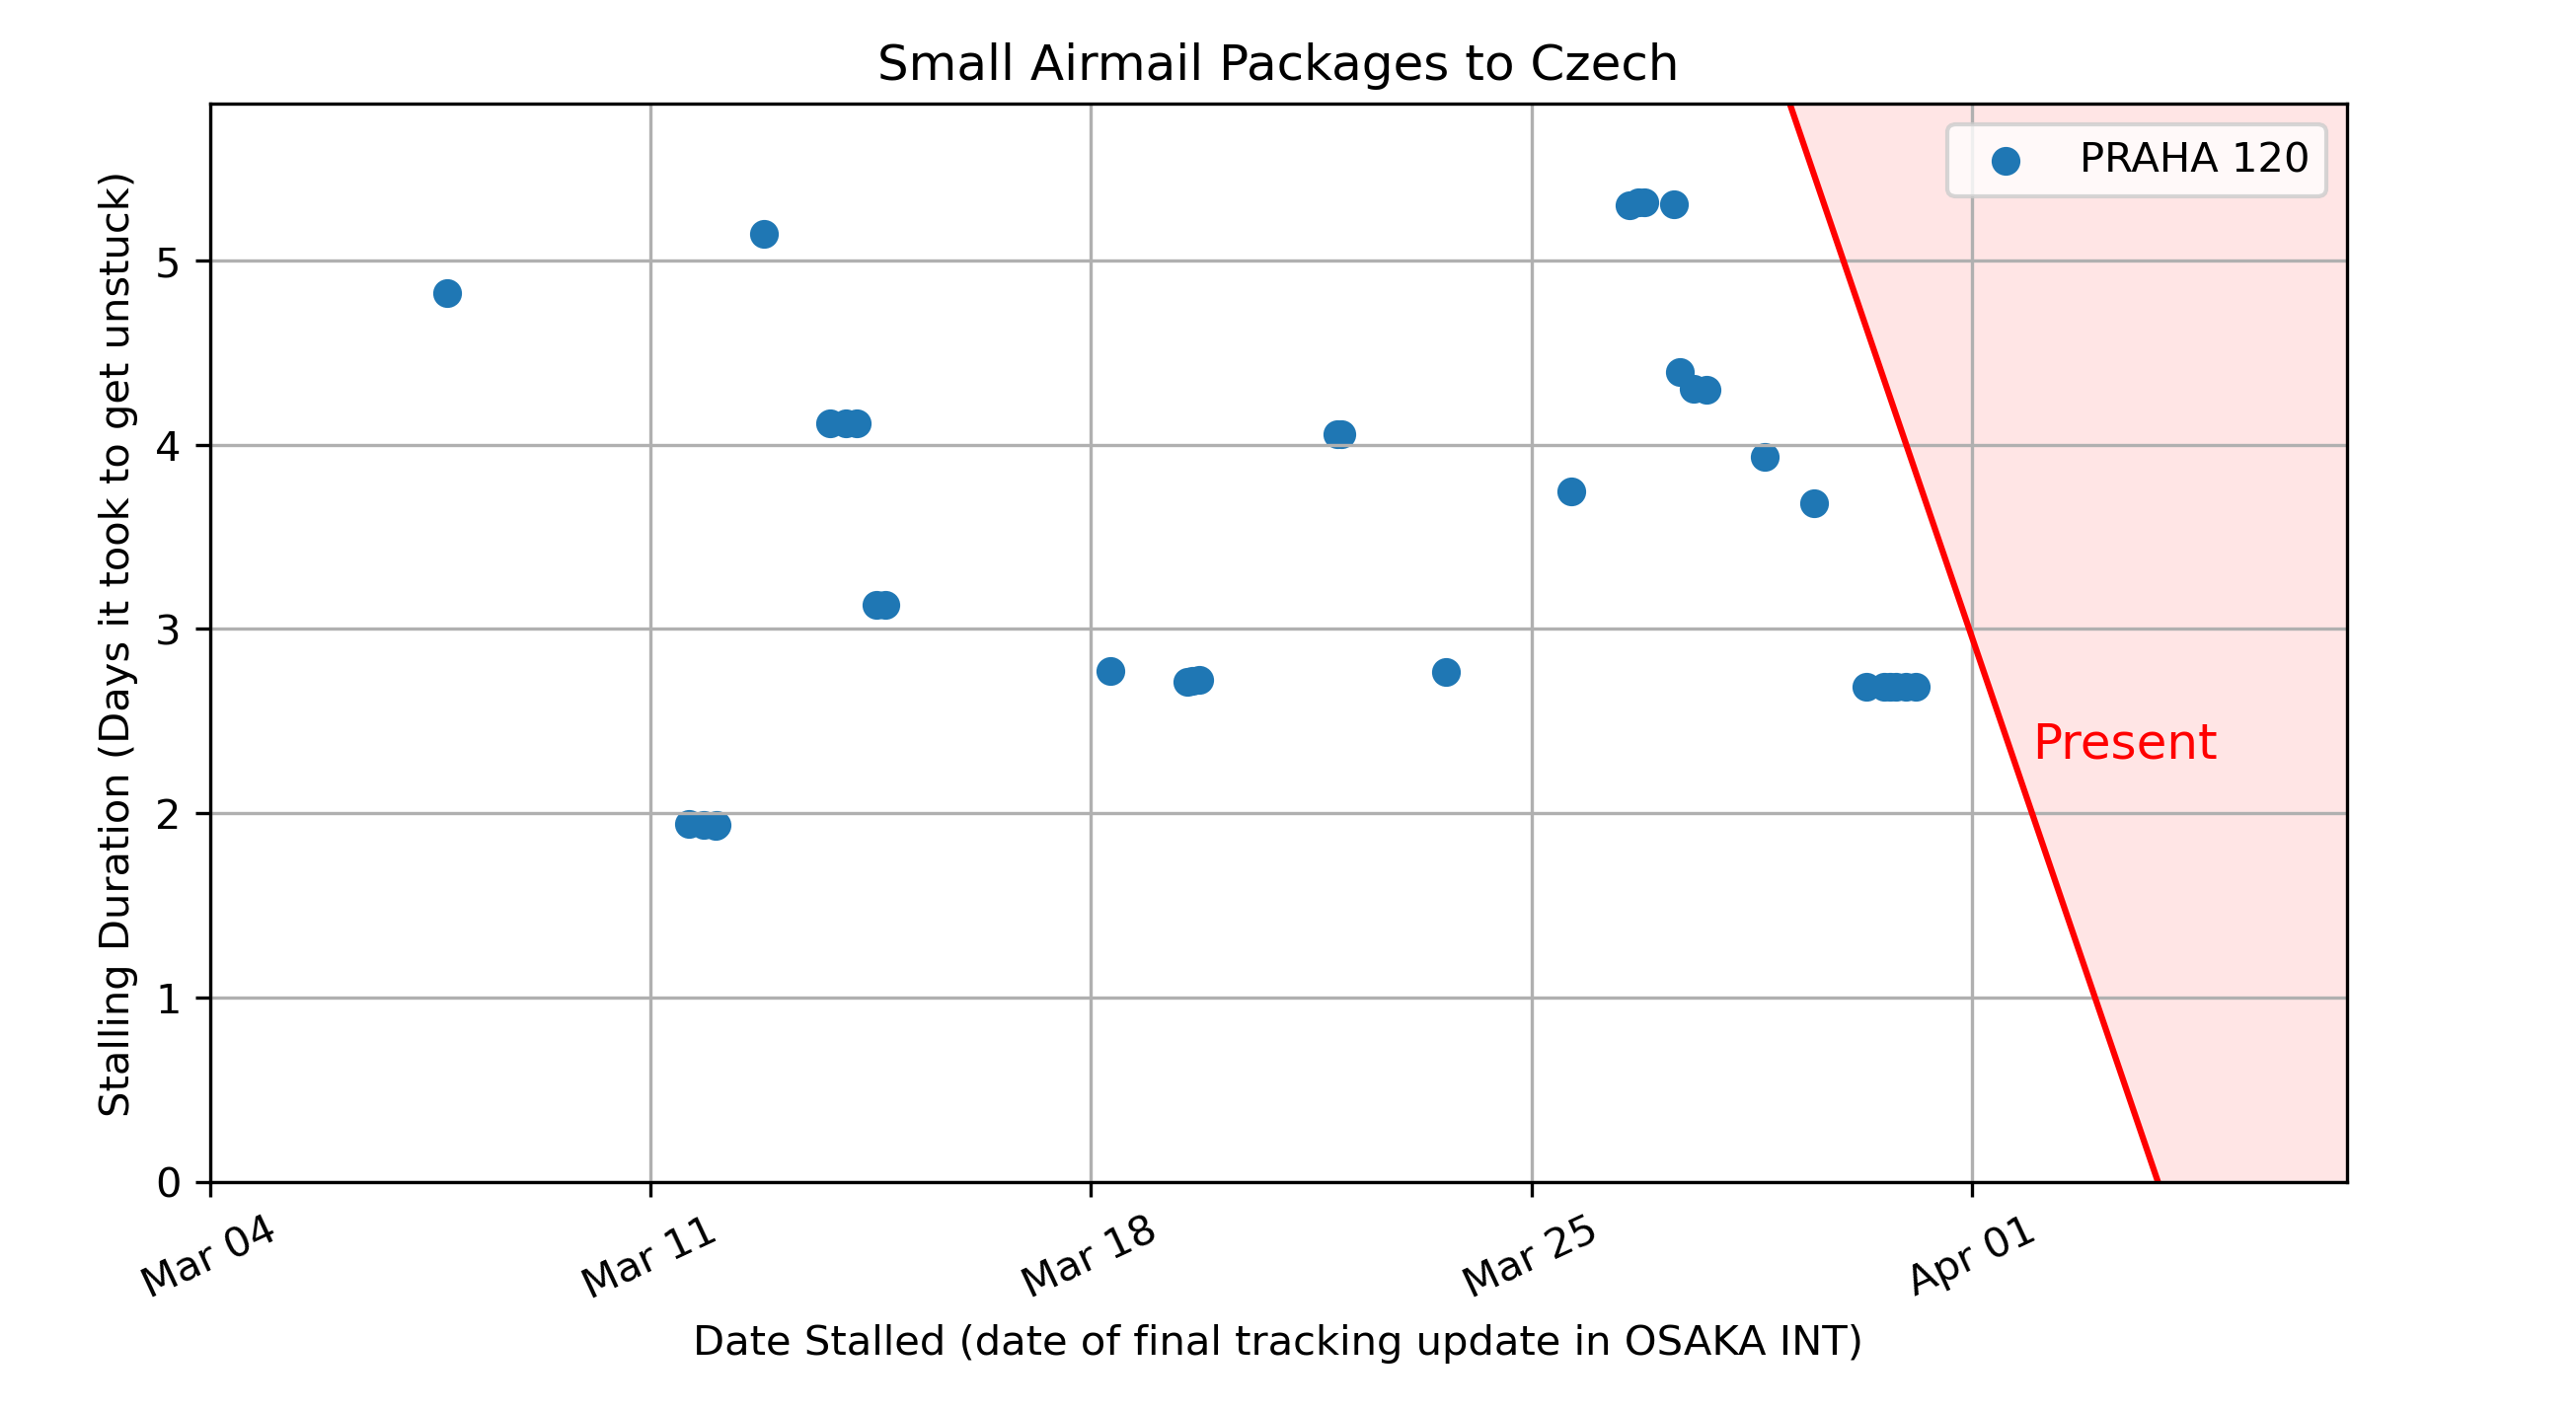 Small Airmail Packages to Czech
PRAHA 120
Stalling Duration (Days it took to get unstuck)
5
4
3
2
1
0
Present
Mar 04
Mar 11
Mar 18
Mar 25
Apr 01
Date Stalled (date of final tracking update in OSAKA INT)